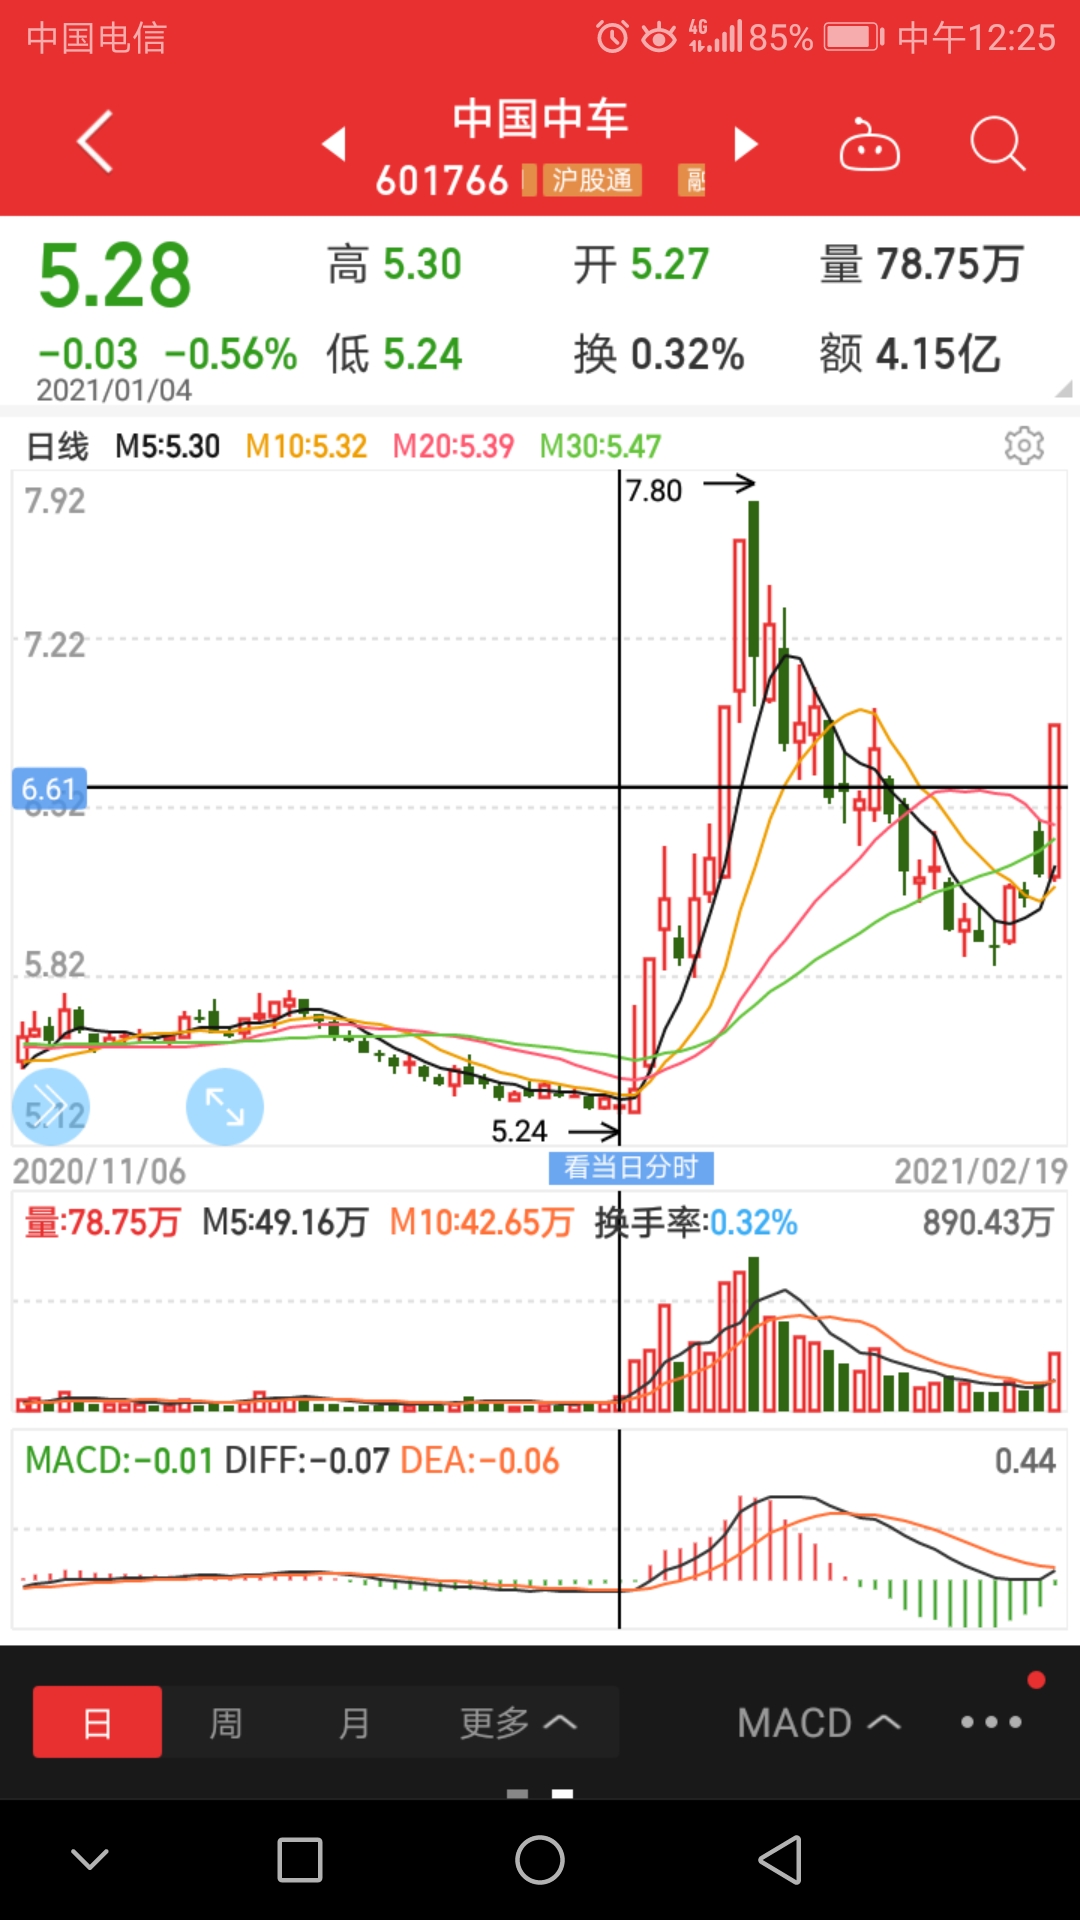 中国电信 4G 85% 中午12:25
中国中车
601766 沪股通 融
5.28 高 5.30 开 5.27 量 78.75万
-0.03 -0.56% 低 5.24 换 0.32% 额 4.15亿
2021/01/04
日线 M5:5.30 M10:5.32 M20:5.39 M30:5.47
7.80
7.92
7.22
6.61
6.52
5.82
5.12
5.24
2020/11/06 看当日分时 2021/02/19
量:78.75万 M5:49.16万 M10:42.65万 换手率:0.32% 890.43万
MACD:-0.01 DIFF:-0.07 DEA:-0.06 0.44
日 周 月 更多 MACD